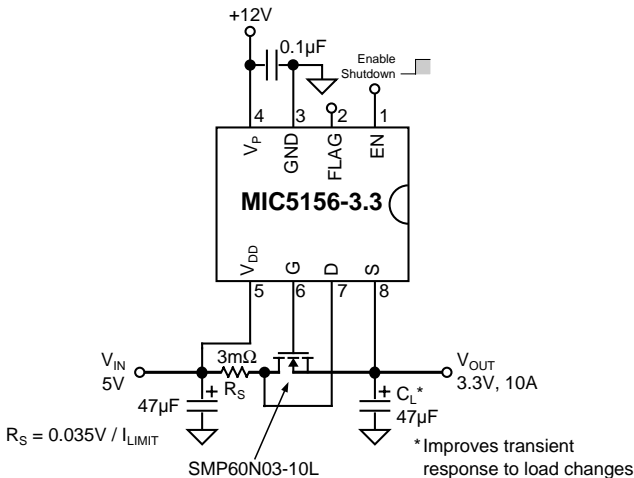 +12V
0.1µF
Enable
Shutdown
4
3
2
1
VP
GND
FLAG
EN
MIC5156-3.3
VDD
G
D
S
5
6
7
8
VIN
5V
3mΩ
RS
VOUT
3.3V, 10A
+
47µF
+
CL*
47µF
RS = 0.035V / ILIMIT
SMP60N03-10L
*Improves transient
response to load changes